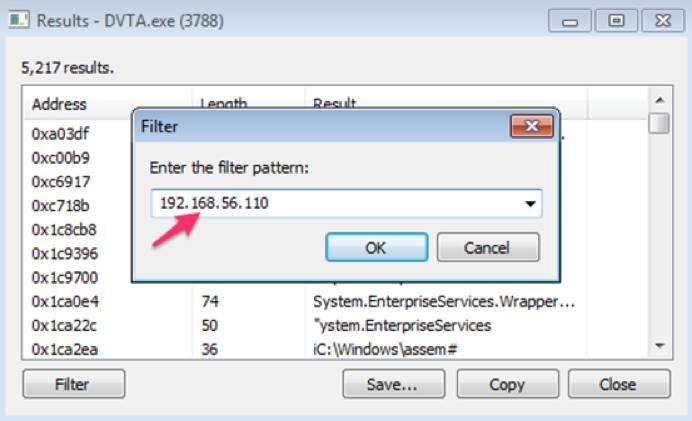 Results - DVTA.exe (3788)
5,217 results.
Address Length Result
Filter
Enter the filter pattern:
192.168.56.110
OK Cancel
0xa03df
0xc00b9
0xc6917
0xc718b
0x1c8cb8
0x1c9396
0x1c9700
0x1ca0e4 74 System.EnterpriseServices.Wrapper...
0x1ca22c 50 "ystem.EnterpriseServices
0x1ca2ea 36 iC:\Windows\assem#
Filter Save... Copy Close